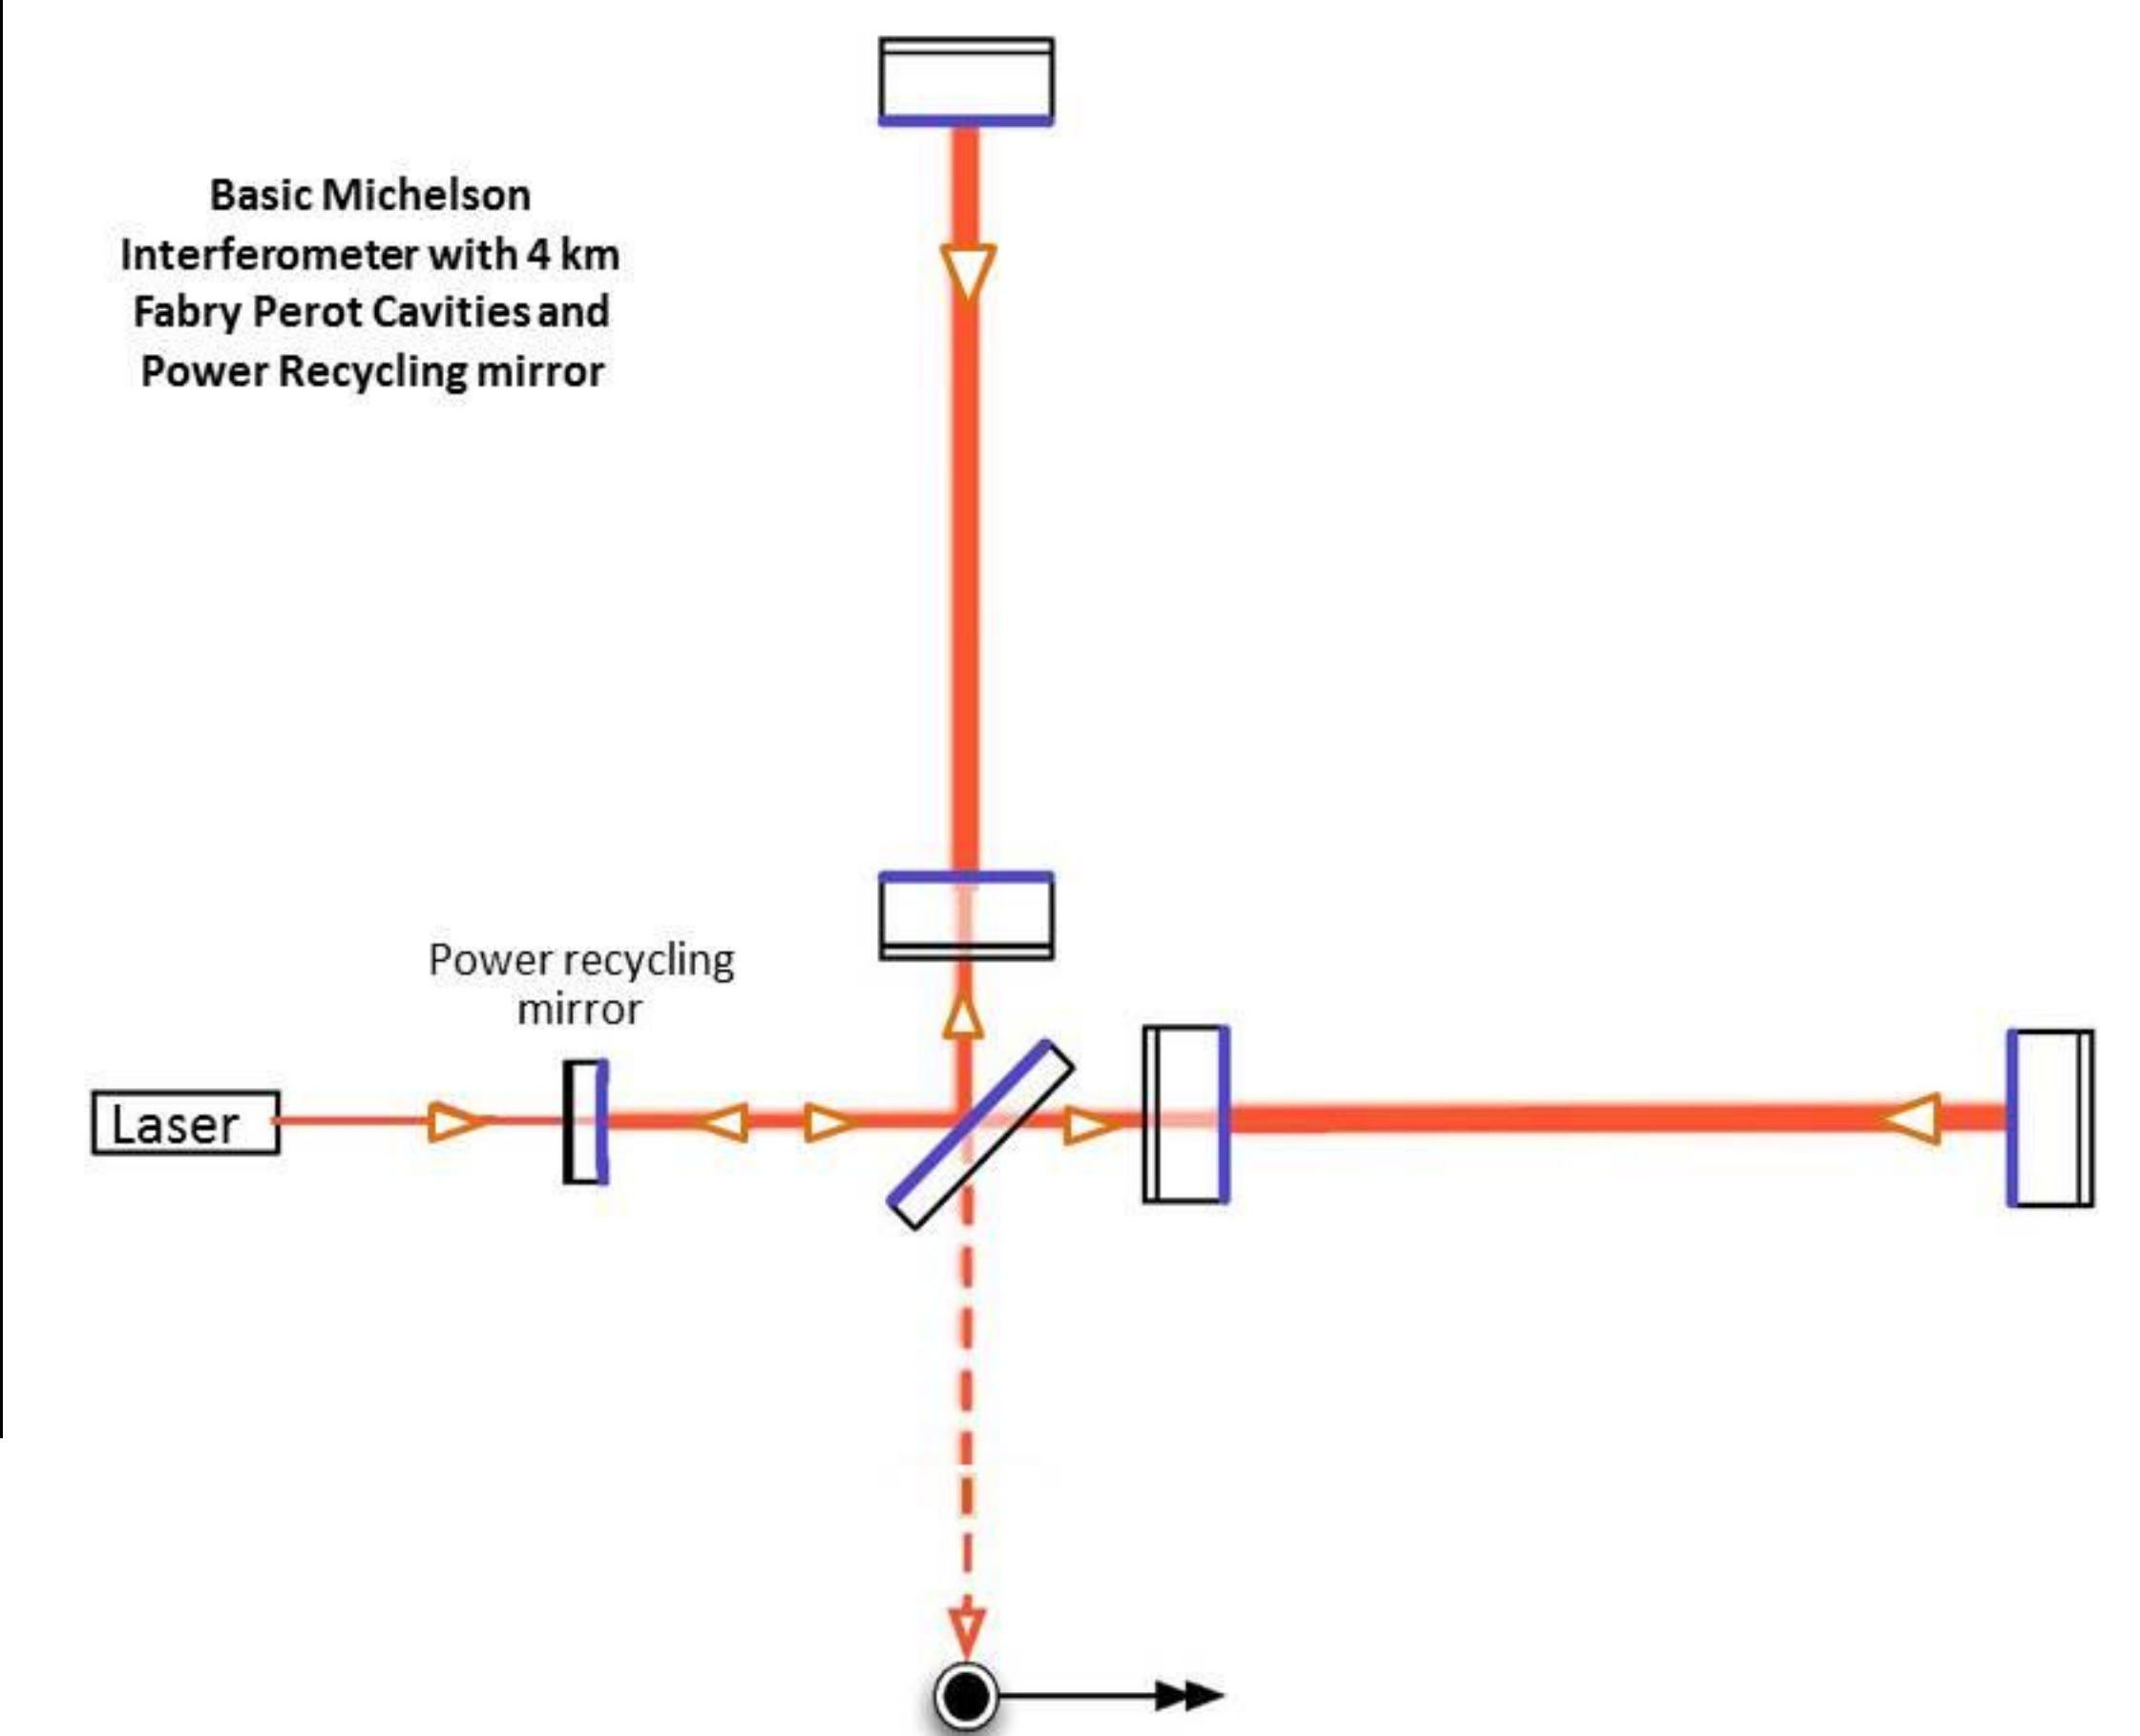 Basic Michelson
Interferometer with 4 km
Fabry Perot Cavities and
Power Recycling mirror
Power recycling
mirror
Laser